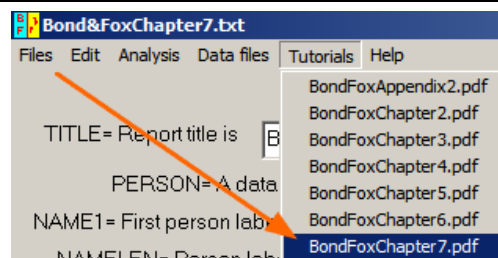 B F Bond&FoxChapter7.txt
Files Edit Analysis Data files Tutorials Help
BondFoxAppendix2.pdf
BondFoxChapter2.pdf
TITLE= Report title is B
BondFoxChapter3.pdf
BondFoxChapter4.pdf
PERSON= A data
BondFoxChapter5.pdf
NAME1= First person lab
BondFoxChapter6.pdf
BondFoxChapter7.pdf